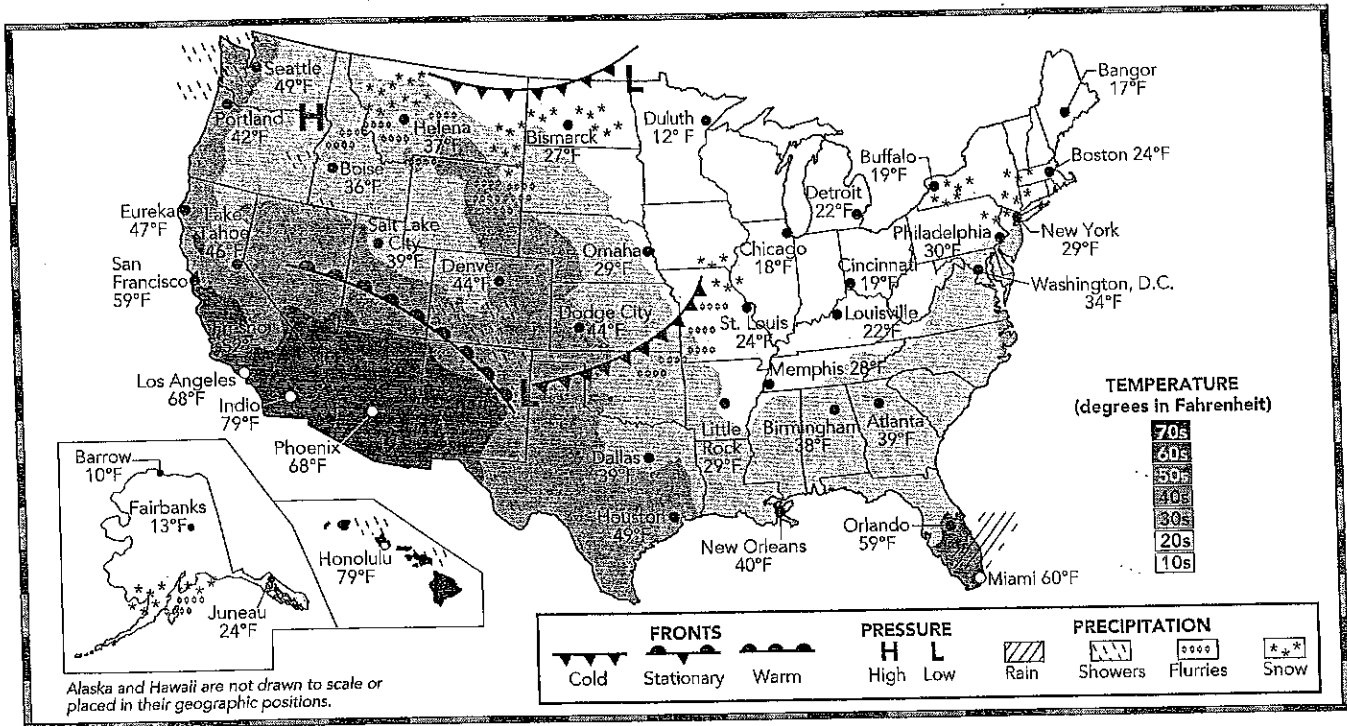 Seattle
49°F
Portland
42°F
H
Helena
37°F
L
Bismarck
27°F
Duluth
12° F
Bangor
17°F
Boise
36°F
Buffalo
19°F
Boston 24°F
Detroit
22°F
Eureka
47°F
Lake
Tahoe
46°F
Salt Lake
City
39°F
Omaha
29°F
Chicago
18°F
Philadelphia
30°F
New York
29°F
San
Francisco
59°F
Denver
44°F
Cincinnati
19°F
Washington, D.C.
34°F
Fresno
Dodge City
44°F
St. Louis
24°F
Louisville
22°F
Los Angeles
68°F
Indio
79°F
Phoenix
68°F
L
Memphis 28°F
Little
Rock
29°F
Birmingham
38°F
Atlanta
39°F
Dallas
39°F
Houston
49°F
New Orleans
40°F
Orlando
59°F
Miami 60°F
TEMPERATURE
(degrees in Fahrenheit)
70s
60s
50s
40s
30s
20s
10s
Barrow
10°F
Fairbanks
13°F
Juneau
24°F
Honolulu
79°F
Alaska and Hawaii are not drawn to scale or
placed in their geographic positions.
FRONTS
Cold Stationary Warm
PRESSURE
H L
High Low
PRECIPITATION
Rain Showers Flurries Snow